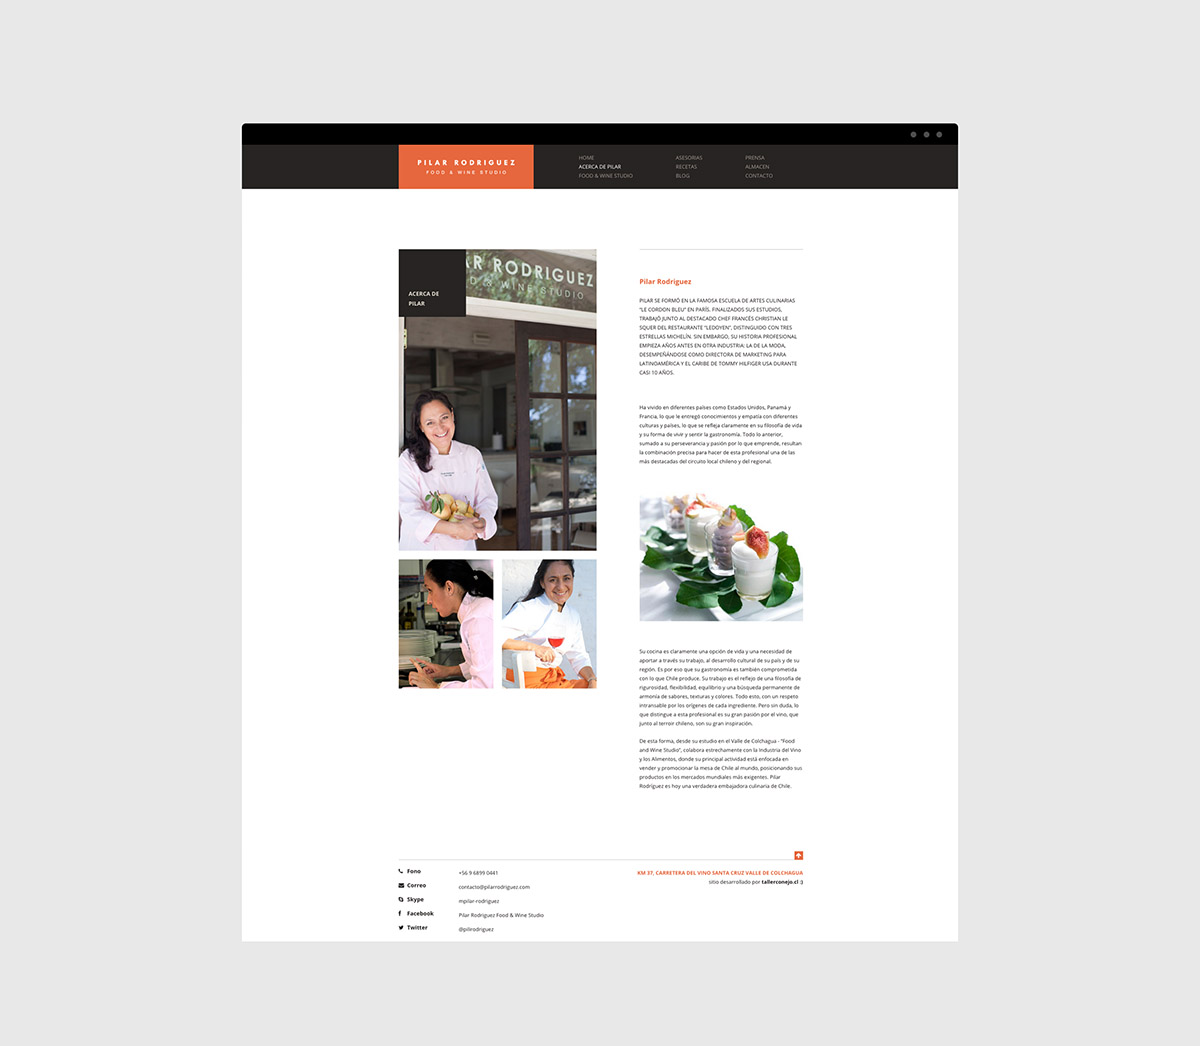 PILAR RODRIGUEZ
FOOD & WINE STUDIO
HOME
ACERCA DE PILAR
FOOD & WINE STUDIO
ASESORIAS
RECETAS
BLOG
PRENSA
ALMACEN
CONTACTO
AR RODRIGUEZ
D & WINE STUDIO
ACERCA DE
PILAR
Pilar Rodriguez
PILAR SE FORMÓ EN LA FAMOSA ESCUELA DE ARTES CULINARIAS
"LE CORDON BLEU" EN PARÍS. FINALIZADOS SUS ESTUDIOS,
TRABAJÓ JUNTO AL DESTACADO CHEF FRANCÉS CHRISTIAN LE
SQUER DEL RESTAURANTE "LEDOYEN", DISTINGUIDO CON TRES
ESTRELLAS MICHELÍN. SIN EMBARGO, SU HISTORIA PROFESIONAL
EMPIEZA AÑOS ANTES EN OTRA INDUSTRIA: LA DE LA MODA,
DESEMPEÑÁNDOSE COMO DIRECTORA DE MARKETING PARA
LATINOAMÉRICA Y EL CARIBE DE TOMMY HILFIGER USA DURANTE
CASI 10 AÑOS.
Ha vivido en diferentes países como Estados Unidos, Panamá y
Francia, lo que le entregó conocimientos y empatía con diferentes
culturas y países, lo que se refleja claramente en su filosofía de vida
y su forma de vivir y sentir la gastronomía. Todo lo anterior,
sumado a su perseverancia y pasión por lo que emprende, resultan
la combinación precisa para hacer de esta profesional una de las
más destacadas del circuito local chileno y del regional.
Su cocina es claramente una opción de vida y una necesidad de
aportar a través su trabajo, al desarrollo cultural de su país y de su
región. Es por eso que su gastronomía es también comprometida
con lo que Chile produce. Su trabajo es el reflejo de una filosofía de
rigurosidad, flexibilidad, equilibrio y una búsqueda permanente de
armonía de sabores, texturas y colores. Todo esto, con un respeto
intransable por los orígenes de cada ingrediente. Pero sin duda, lo
que distingue a esta profesional es su gran pasión por el vino, que
junto al terroir chileno, son su gran inspiración.
De esta forma, desde su estudio en el Valle de Colchagua - "Food
and Wine Studio", colabora estrechamente con la Industria del Vino
y los Alimentos, donde su principal actividad está enfocada en
vender y promocionar la mesa de Chile al mundo, posicionando sus
productos en los mercados mundiales más exigentes. Pilar
Rodríguez es hoy una verdadera embajadora culinaria de Chile.
Fono +56 9 6899 0441
Correo contacto@pilarrodriguez.com
Skype mpilar-rodriguez
Facebook Pilar Rodriguez Food & Wine Studio
Twitter @pilirodriguez
KM 37, CARRETERA DEL VINO SANTA CRUZ VALLE DE COLCHAGUA
sitio desarrollado por tallerconejo.cl :)